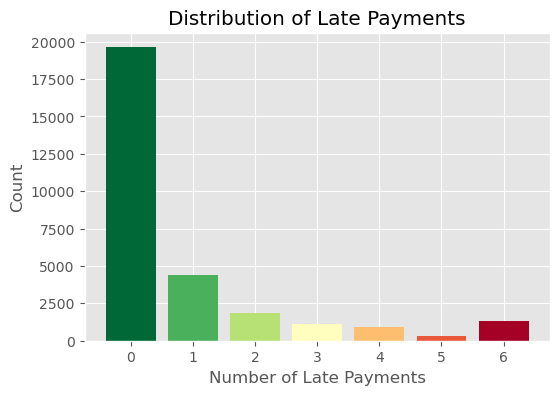 Distribution of Late Payments
20000
17500
15000
12500
10000
7500
5000
2500
0
Count
0 1 2 3 4 5 6
Number of Late Payments